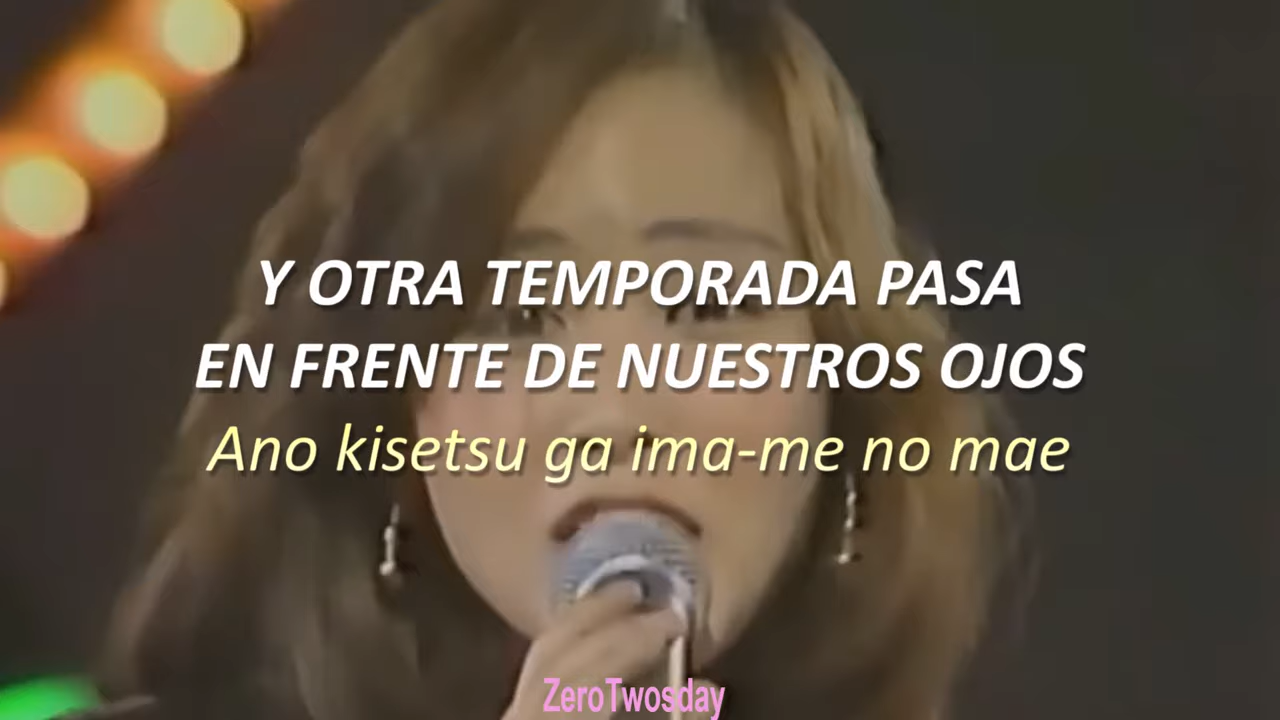 Y OTRA TEMPORADA PASA
EN FRENTE DE NUESTROS OJOS
Ano kisetsu ga ima-me no mae
ZeroTwosday